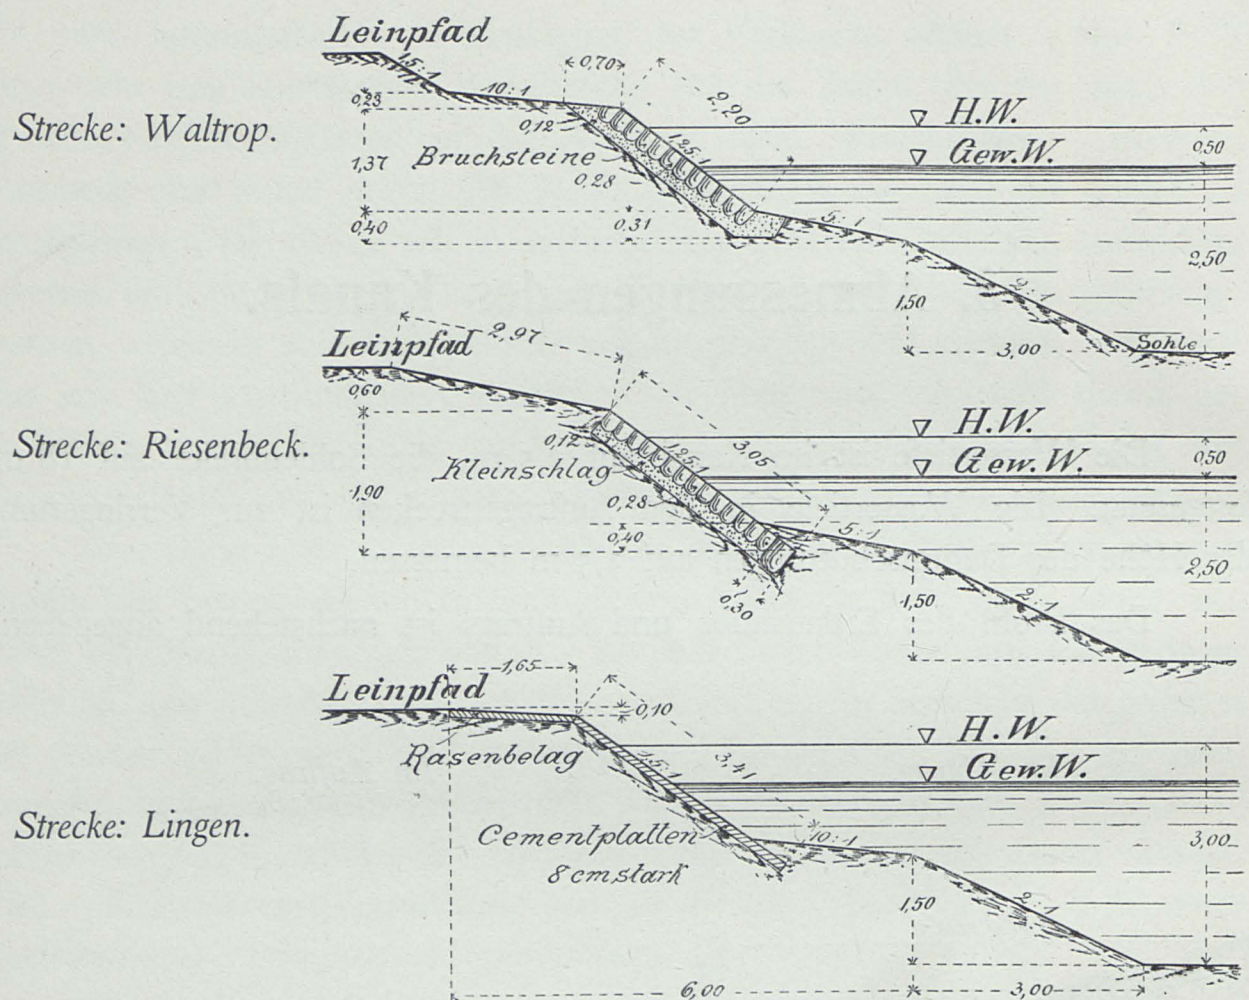 Leinpfad
1,5:1
10:1
0,70
2,20
0,23
0,12
1,25:1
H.W.
Strecke: Waltrop.
Gew.W.
0,50
1,37
Bruchsteine
0,28
0,40
0,31
5:1
2,50
1,50
2:1
3,00
Sohle
Leinpfad
2,97
0,60
H.W.
Strecke: Riesenbeck.
0,12
1,25:1
3,05
Gew.W.
0,50
Kleinschlag
1,90
0,28
0,40
5:1
2,50
1,50
2:1
0,30
1,65
Leinpfad
0,10
H.W.
Rasenbelag
1,5:1
3,41
Gew.W.
Strecke: Lingen.
Cementplatten
10:1
3,00
8 cm stark
1,50
2:1
6,00
3,00